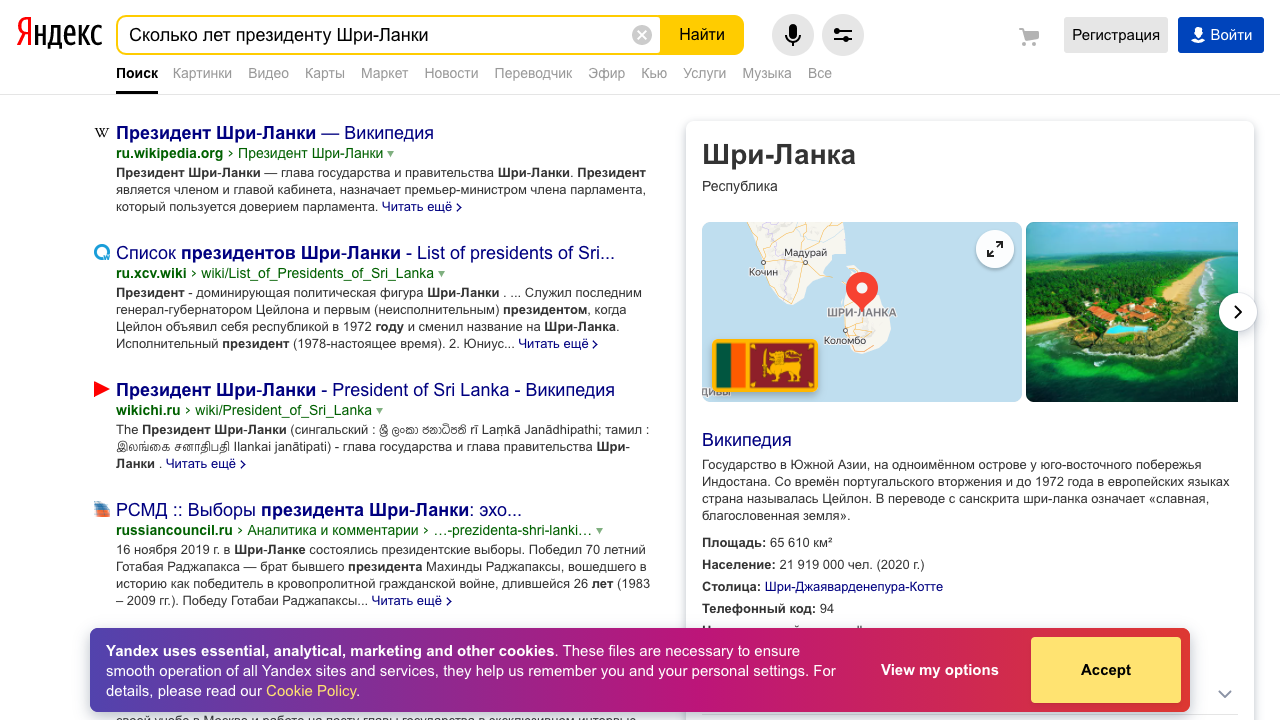 Яндекс
Сколько лет президенту Шри-Ланки
Найти
Регистрация
Войти
Поиск
Картинки
Видео
Карты
Маркет
Новости
Переводчик
Эфир
Кью
Услуги
Музыка
Все
Президент Шри-Ланки — Википедия
ru.wikipedia.org › Президент Шри-Ланки
Президент Шри-Ланки — глава государства и правительства Шри-Ланки. Президент
является членом и главой кабинета, назначает премьер-министром члена парламента,
который пользуется доверием парламента. Читать ещё
Список президентов Шри-Ланки - List of presidents of Sri...
ru.xcv.wiki › wiki/List_of_Presidents_of_Sri_Lanka
Президент - доминирующая политическая фигура Шри-Ланки . ... Служил последним
генерал-губернатором Цейлона и первым (неисполнительным) президентом, когда
Цейлон объявил себя республикой в 1972 году и сменил название на Шри-Ланка.
Исполнительный президент (1978-настоящее время). 2. Юниус... Читать ещё
Президент Шри-Ланки - President of Sri Lanka - Википедия
wikichi.ru › wiki/President_of_Sri_Lanka
The Президент Шри-Ланки (сингальский : ශ්‍රී ලංකා ජනාධිපති rī Laṃkā Janādhipathi; тамил :
இலங்கை சனாதிபதி Ilankai janātipati) - глава государства и глава правительства Шри-
Ланки . Читать ещё
РСМД :: Выборы президента Шри-Ланки: эхо...
russiancouncil.ru › Аналитика и комментарии › ...-prezidenta-shri-lanki...
16 ноября 2019 г. в Шри-Ланке состоялись президентские выборы. Победил 70 летний
Готабая Раджапакса — брат бывшего президента Махинды Раджапаксы, вошедшего в
историю как победитель в кровопролитной гражданской войне, длившейся 26 лет (1983
– 2009 гг.). Победу Готабаи Раджапаксы... Читать ещё
Шри-Ланка
Республика
Мадурай
Кочин
ШРИ-ЛАНКА
Коломбо
Википедия
Государство в Южной Азии, на одноимённом острове у юго-восточного побережья
Индостана. Со времён португальского вторжения и до 1972 года в европейских языках
страна называлась Цейлон. В переводе с санскрита шри-ланка означает «славная,
благословенная земля».
Площадь: 65 610 км²
Население: 21 919 000 чел. (2020 г.)
Столица: Шри-Джаяварденепура-Котте
Телефонный код: 94
Yandex uses essential, analytical, marketing and other cookies. These files are necessary to ensure
smooth operation of all Yandex sites and services, they help us remember you and your personal settings. For
details, please read our Cookie Policy.
View my options
Accept